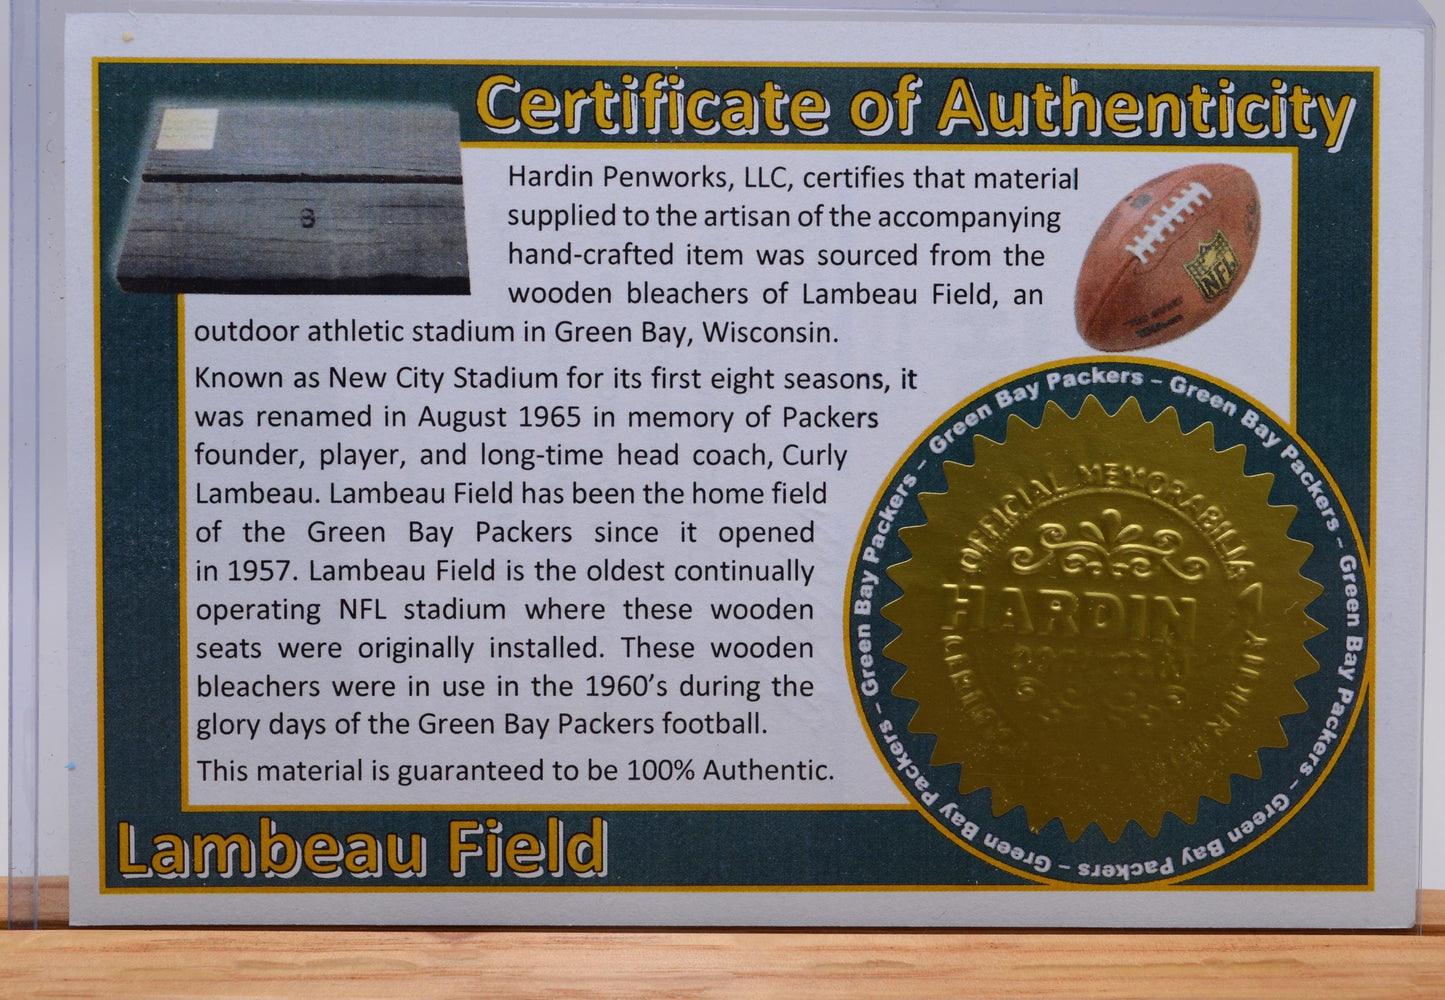 Certificate of Authenticity
Hardin Penworks, LLC, certifies that material
supplied to the artisan of the accompanying
hand-crafted item was sourced from the
wooden bleachers of Lambeau Field, an
outdoor athletic stadium in Green Bay, Wisconsin.
Known as New City Stadium for its first eight seasons, it
was renamed in August 1965 in memory of Packers
founder, player, and long-time head coach, Curly
Lambeau. Lambeau Field has been the home field
of the Green Bay Packers since it opened
in 1957. Lambeau Field is the oldest continually
operating NFL stadium where these wooden
seats were originally installed. These wooden
bleachers were in use in the 1960's during the
glory days of the Green Bay Packers football.
This material is guaranteed to be 100% Authentic.
Lambeau Field
3
NFL
Green Bay Packers – Green Bay Packers – Green Bay Packers – Green Bay Packers – Green Bay Packers – Green Bay Packers –
OFFICIAL MEMORABILIA
HARDIN